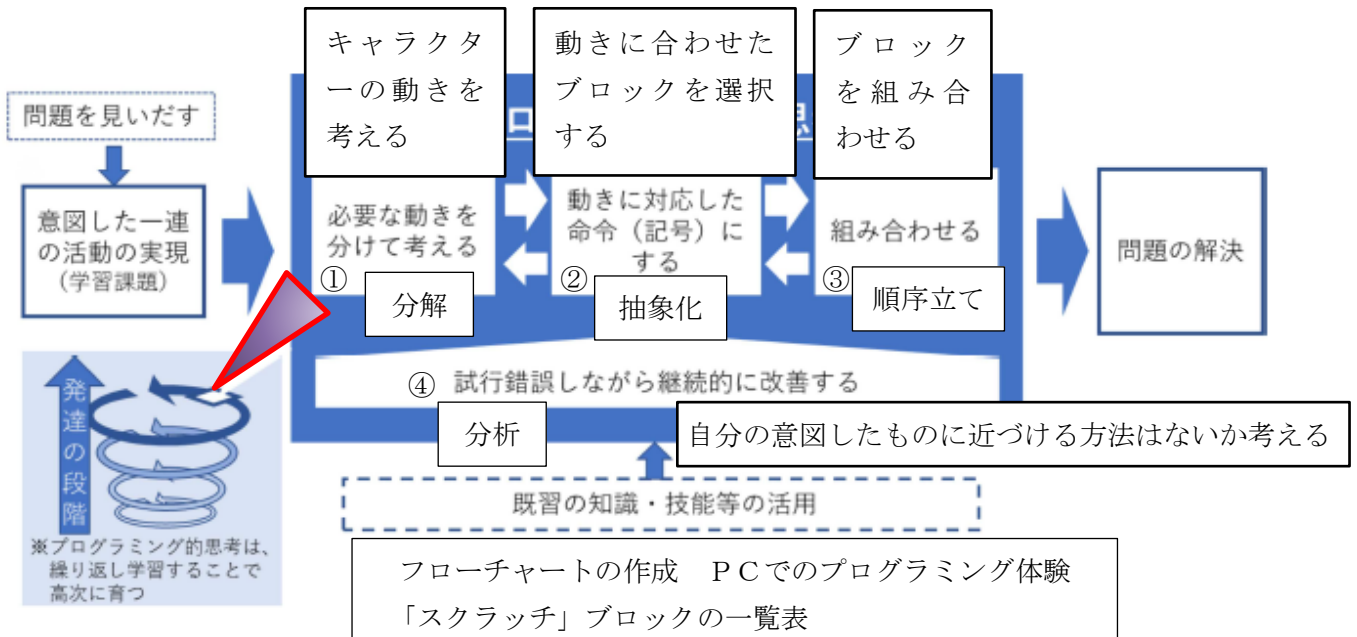 キャラクタ
ーの動きを
考える
動きに合わせた
ブロックを選択
する
ブロック
を組み合
わせる
問題を見いだす
意図した一連
の活動の実現
(学習課題)
必要な動きを
分けて考える
動きに対応した
命令(記号)に
する
組み合わせる
問題の解決
①
分解
②
抽象化
③
順序立て
④ 試行錯誤しながら継続的に改善する
分析
自分の意図したものに近づける方法はないか考える
発達の段階
※プログラミング的思考は、
繰り返し学習することで
高次に育つ
既習の知識・技能等の活用
フローチャートの作成 PCでのプログラミング体験
「スクラッチ」ブロックの一覧表